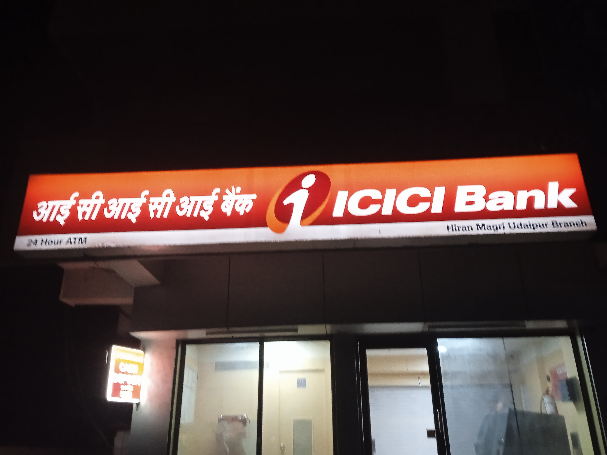 आई सी आई सी आई बैंक ICICI Bank
24 Hour ATM
Hiran Magri Udaipur Branch